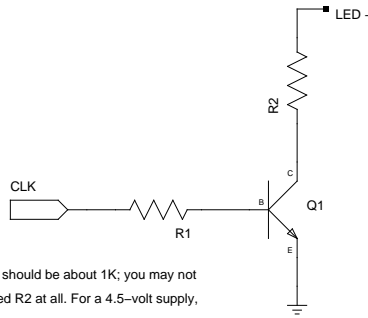 LED -
R2
C
CLK
B
Q1
R1
E
should be about 1K; you may not
ed R2 at all. For a 4.5–volt supply,